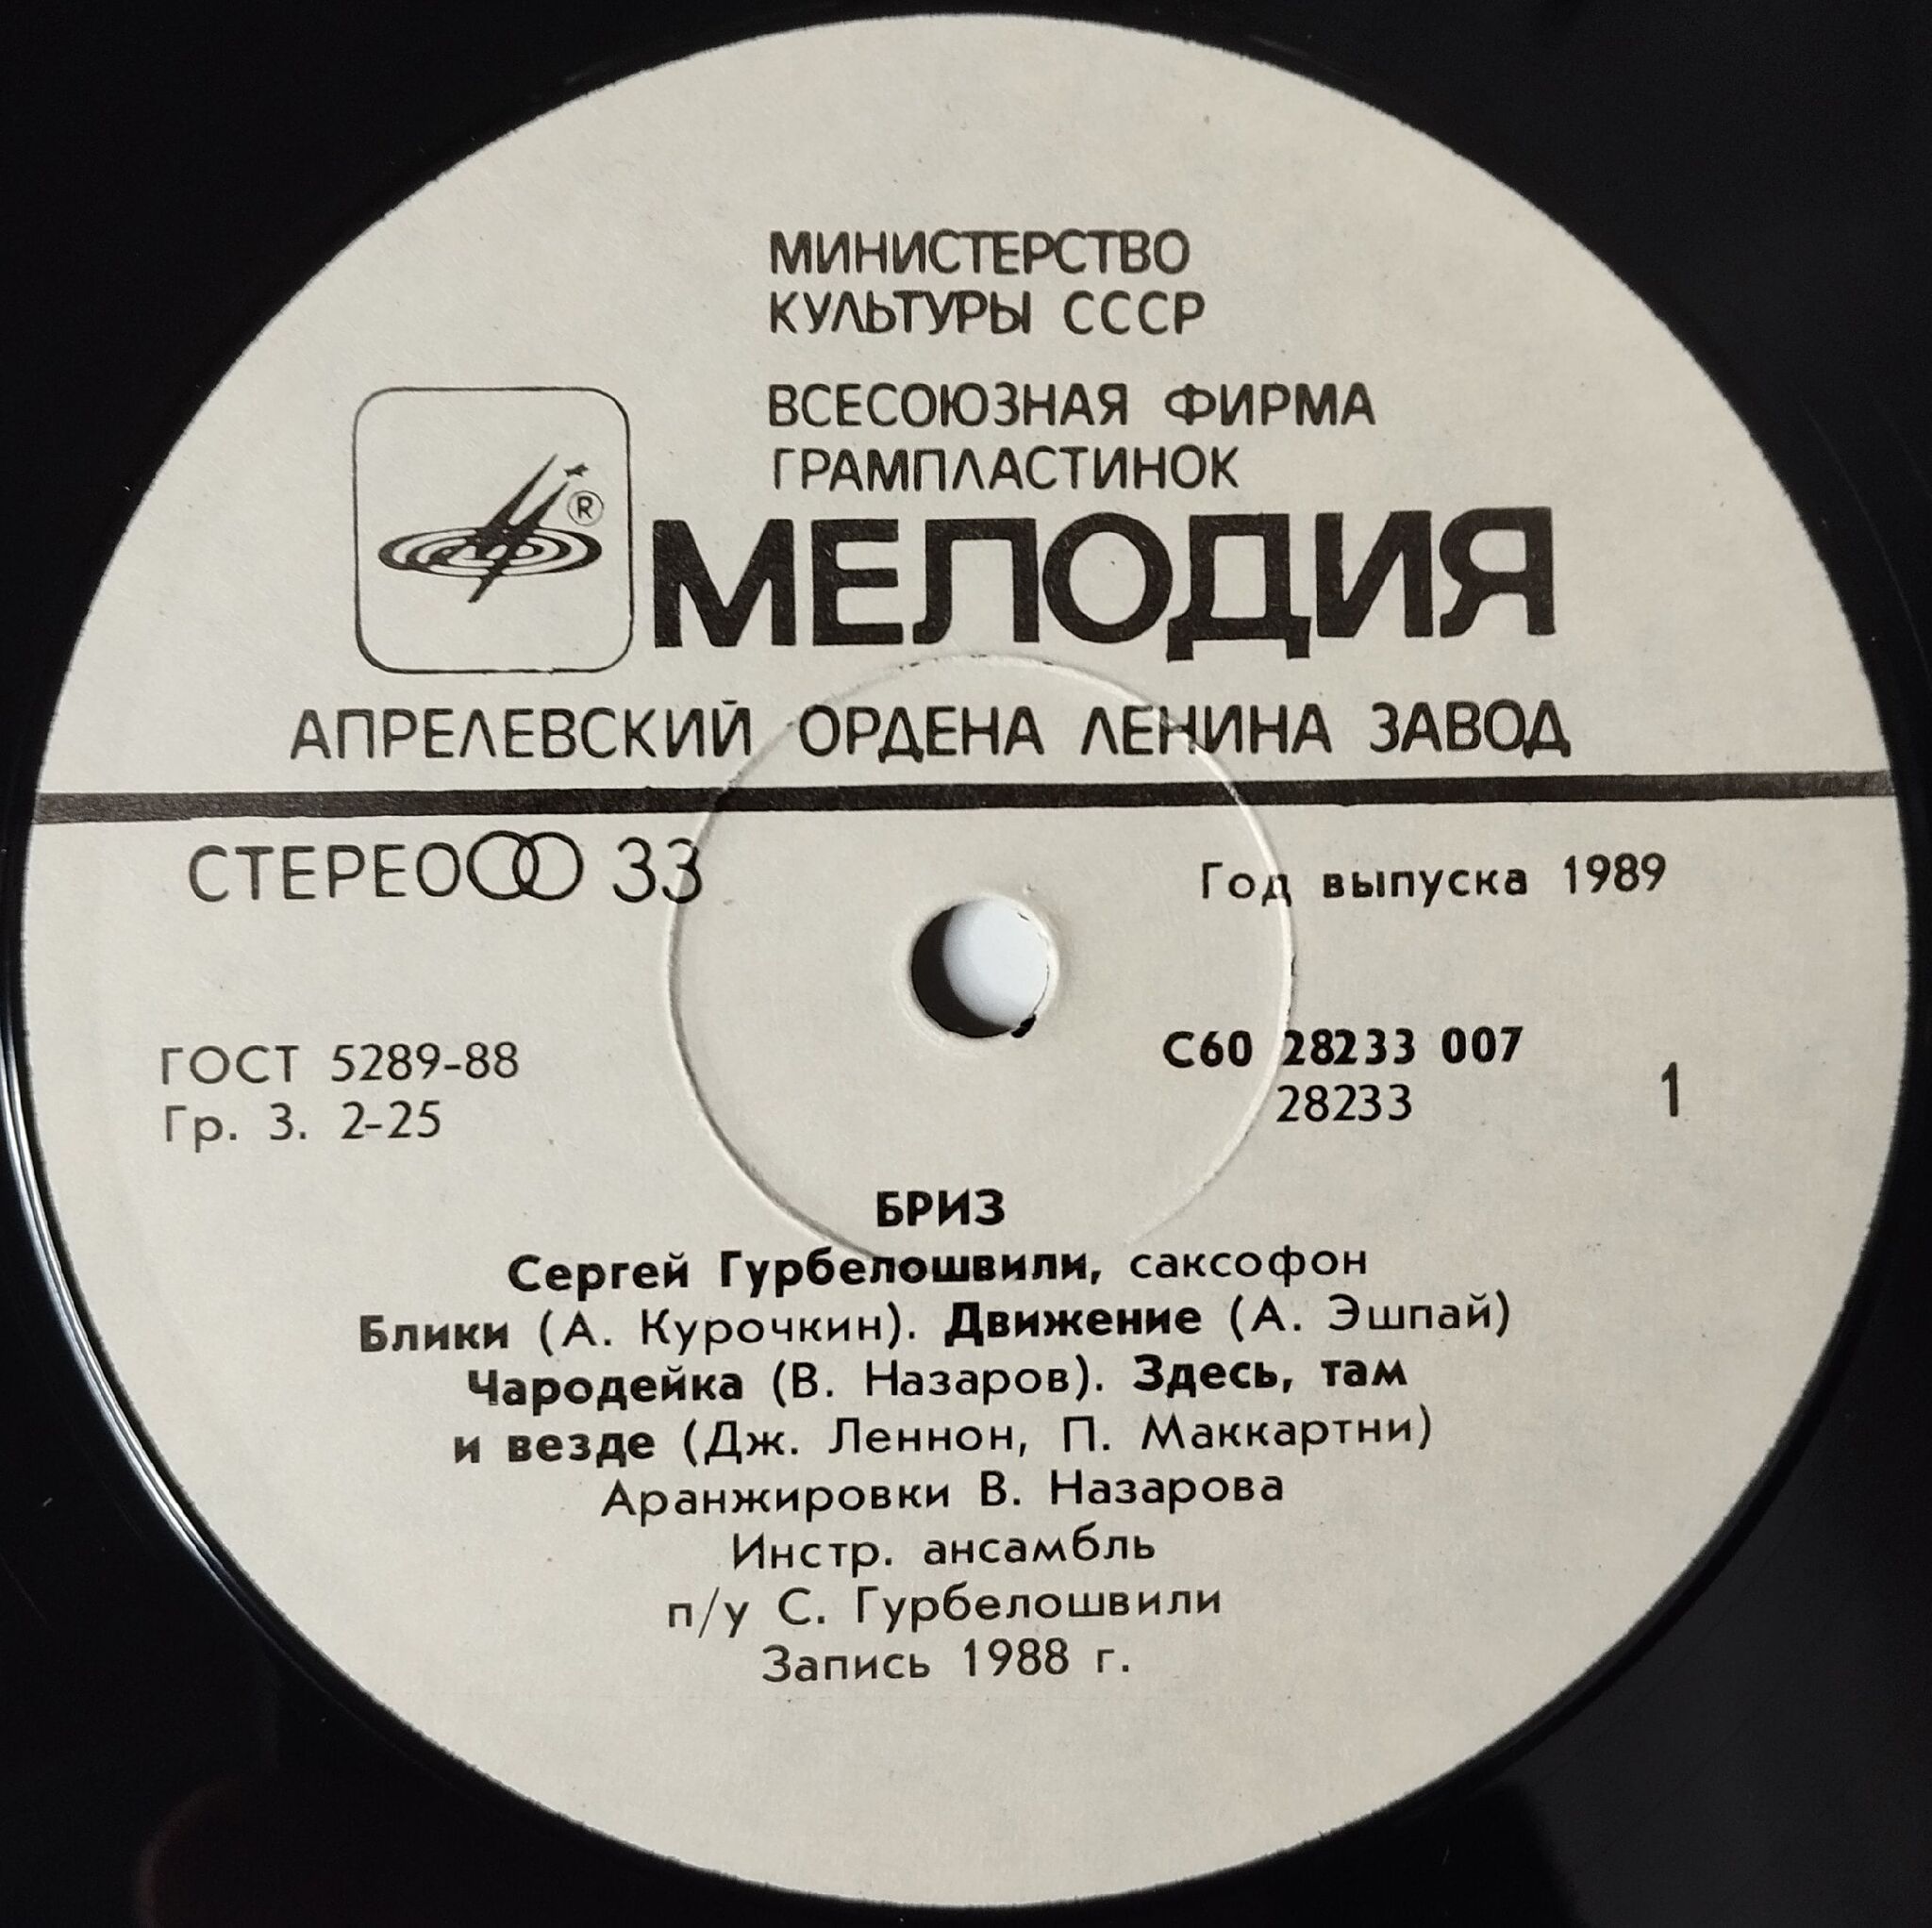 МИНИСТЕРСТВО
КУЛЬТУРЫ СССР
ВСЕСОЮЗНАЯ ФИРМА
ГРАМПЛАСТИНОК
®
МЕЛОДИЯ
АПРЕЛЕВСКИЙ ОРДЕНА ЛЕНИНА ЗАВОД
СТЕРЕО 33
Год выпуска 1989
ГОСТ 5289-88
Гр. 3. 2-25
С60 28233 007
28233
1
БРИЗ
Сергей Гурбелошвили, саксофон
Блики (А. Курочкин). Движение (А. Эшпай)
Чародейка (В. Назаров). Здесь, там
и везде (Дж. Леннон, П. Маккартни)
Аранжировки В. Назарова
Инстр. ансамбль
п/у С. Гурбелошвили
Запись 1988 г.